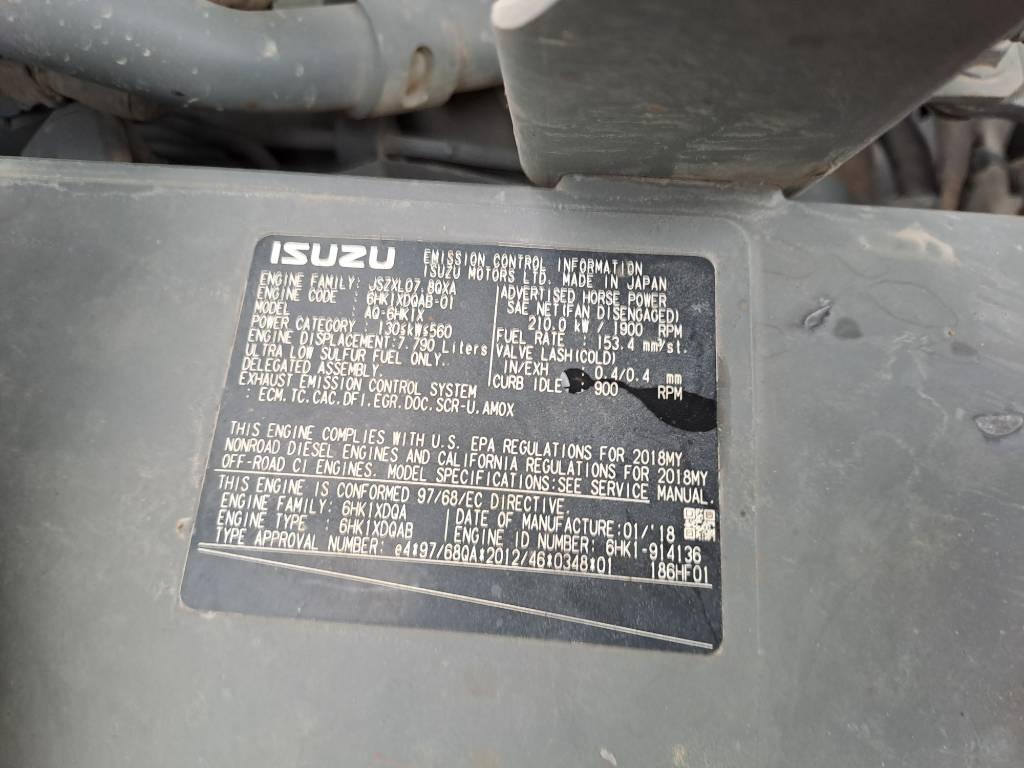 ISUZU EMISSION CONTROL INFORMATION
ISUZU MOTORS LTD. MADE IN JAPAN
ENGINE FAMILY: JSZXL07.8QXA
ENGINE CODE : 6HK1XDQAB-01
MODEL : AQ-6HK1X
POWER CATEGORY : 130≤kW≤560
ENGINE DISPLACEMENT:7.790 Liters
ULTRA LOW SULFUR FUEL ONLY.
DELEGATED ASSEMBLY.
EXHAUST EMISSION CONTROL SYSTEM
: ECM.TC.CAC.DFI.EGR.DOC.SCR-U.AMOX
ADVERTISED HORSE POWER
SAE NET(FAN DISENGAGED)
210.0 kW / 1900 RPM
FUEL RATE : 153.4 mm³/st.
VALVE LASH(COLD)
IN/EXH 0.4/0.4 mm
CURB IDLE 900 RPM
THIS ENGINE COMPLIES WITH U.S. EPA REGULATIONS FOR 2018MY
NONROAD DIESEL ENGINES AND CALIFORNIA REGULATIONS FOR 2018MY
OFF-ROAD CI ENGINES. MODEL SPECIFICATIONS:SEE SERVICE MANUAL.
THIS ENGINE IS CONFORMED 97/68/EC DIRECTIVE.
ENGINE FAMILY: 6HK1XDQA
ENGINE TYPE : 6HK1XDQAB
DATE OF MANUFACTURE:01/'18
ENGINE ID NUMBER: 6HK1-914136
TYPE APPROVAL NUMBER: e4*97/68QA*2012/46*0348*01 186HF01